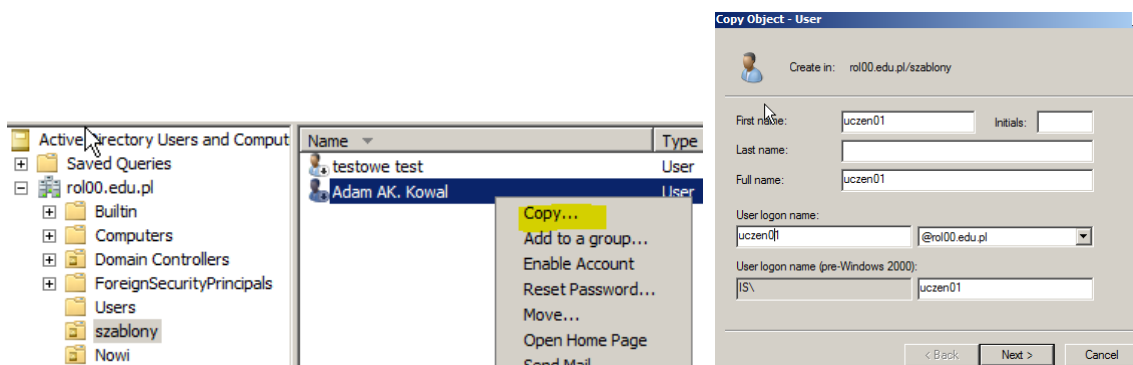 Active Directory Users and Comput
Saved Queries
rol00.edu.pl
Builtin
Computers
Domain Controllers
ForeignSecurityPrincipals
Users
szablony
Nowi
Name Type
testowe test User
Adam AK. Kowal User
Copy...
Add to a group...
Enable Account
Reset Password...
Move...
Open Home Page
Send Mail
Copy Object - User
Create in: rol00.edu.pl/szablony
First name: uczen01 Initials:
Last name:
Full name: uczen01
User logon name:
uczen01 @rol00.edu.pl
User logon name (pre-Windows 2000):
IS\ uczen01
< Back Next > Cancel